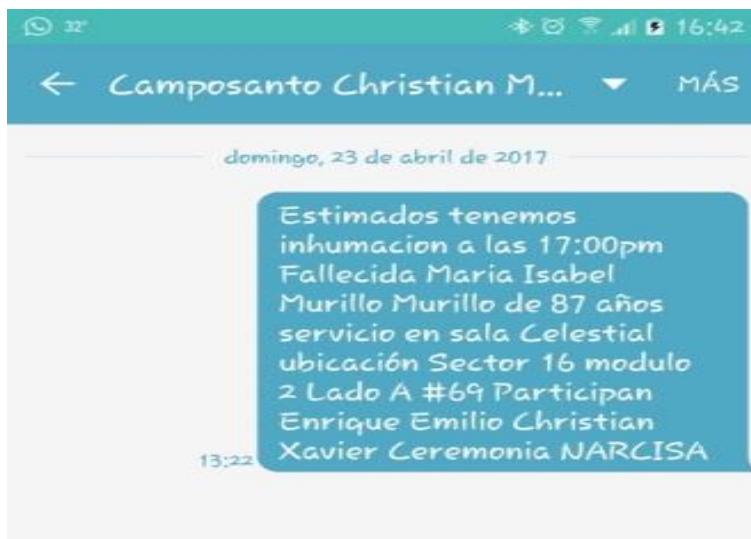 32° 16:42
Camposanto Christian M... MÁS
domingo, 23 de abril de 2017
Estimados tenemos
inhumacion a las 17:00pm
Fallecida Maria Isabel
Murillo Murillo de 87 años
servicio en sala Celestial
ubicación Sector 16 modulo
2 Lado A #69 Participan
Enrique Emilio Christian
Xavier Ceremonia NARCISA
13:22